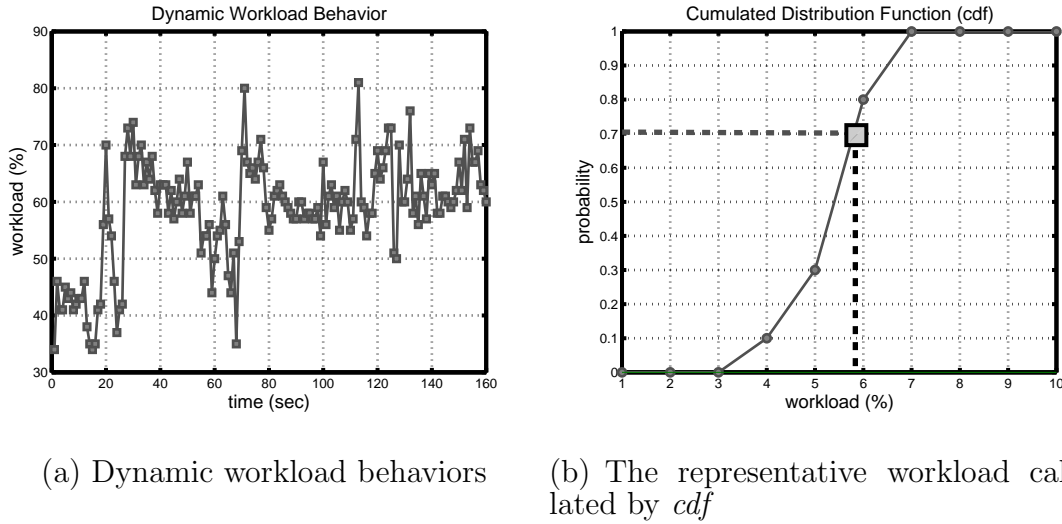 Dynamic Workload Behavior
90
80
70
60
50
40
30
workload (%)
0 20 40 60 80 100 120 140 160
time (sec)
(a) Dynamic workload behaviors
Cumulated Distribution Function (cdf)
1
0.9
0.8
0.7
0.6
0.5
0.4
0.3
0.2
0.1
0
probability
1 2 3 4 5 6 7 8 9 10
workload (%)
(b) The representative workload cal
lated by cdf